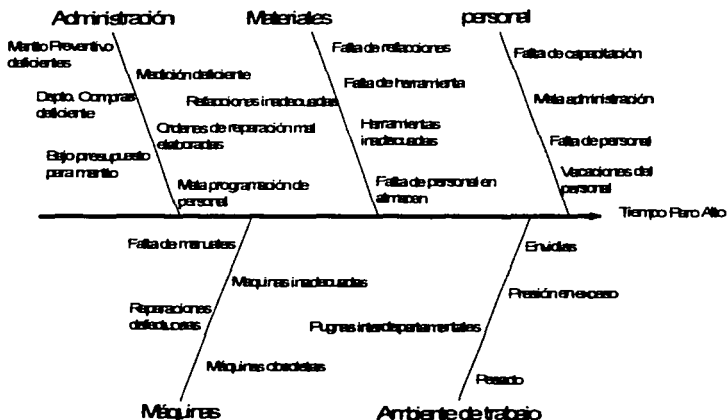 Administración
Materiales
personal
Mantto Preventivo
deficientes
Medición deficiente
Depto. Compras
deficiente
Refacciones inadecuadas
Ordenes de reparación mal
elaboradas
Bajo presupuesto
para mantto
Mala programación de
personal
Falta de refacciones
Falta de herramienta
Herramientas
inadecuadas
Falta de personal en
almacen
Falta de capacitación
Mala administración
Falta de personal
Vacaciones del
personal
Tiempo Paro Alto
Falta de manuales
Maquinas inadecuadas
Reparaciones
defectuosas
Máquinas obsoletas
Máquinas
Envidias
Presión en exceso
Pugnas interdepartamentales
Pesado
Ambiente de trabajo